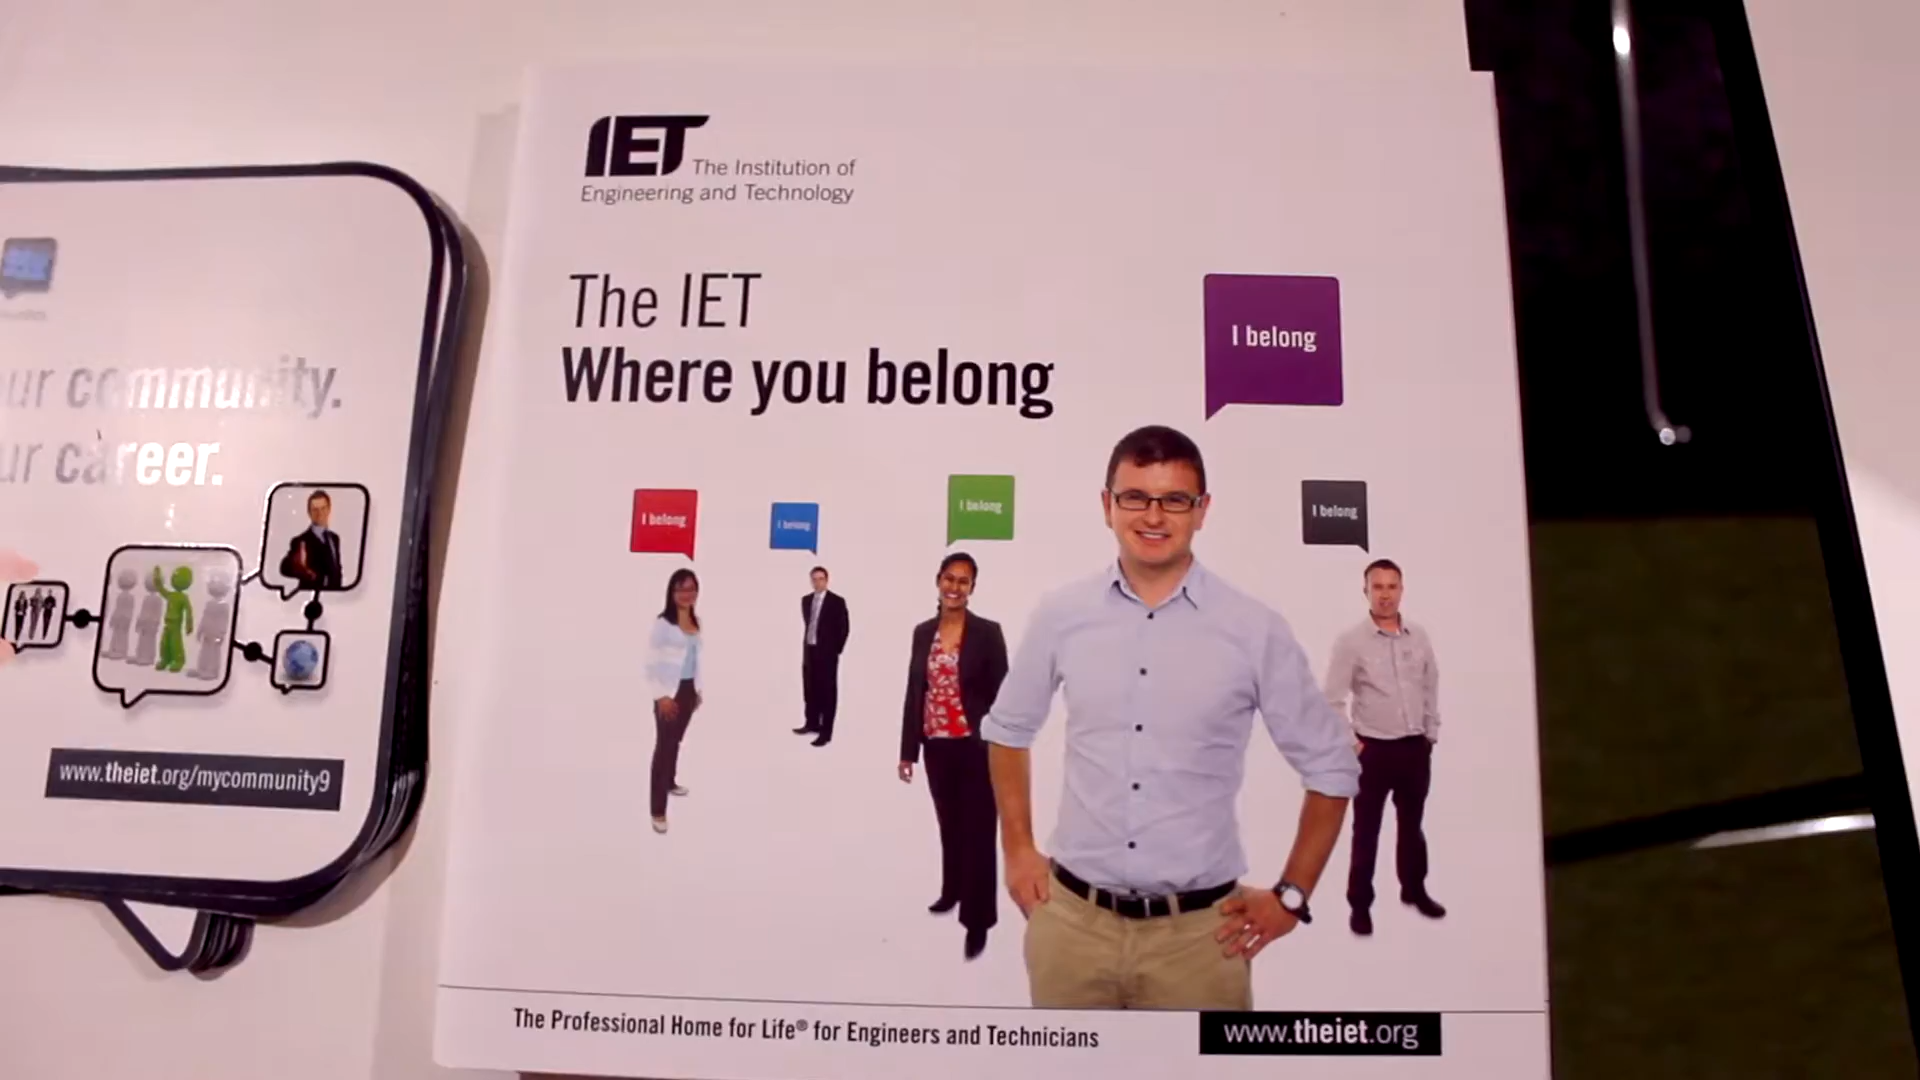 IET The Institution of
Engineering and Technology
The IET
Where you belong
I belong
I belong
I belong
I belong
I belong
The Professional Home for Life® for Engineers and Technicians
www.theiet.org
ur community.
ur career.
www.theiet.org/mycommunity9